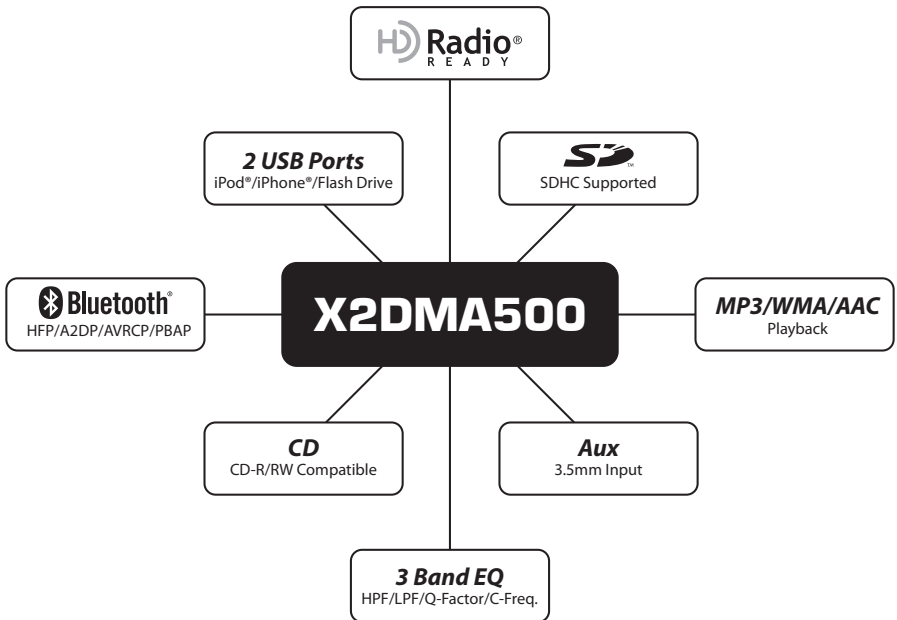 HD Radio®
READY
2 USB Ports
iPod®/iPhone®/Flash Drive
SD™
SDHC Supported
Bluetooth®
HFP/A2DP/AVRCP/PBAP
X2DMA500
MP3/WMA/AAC
Playback
CD
CD-R/RW Compatible
Aux
3.5mm Input
3 Band EQ
HPF/LPF/Q-Factor/C-Freq.